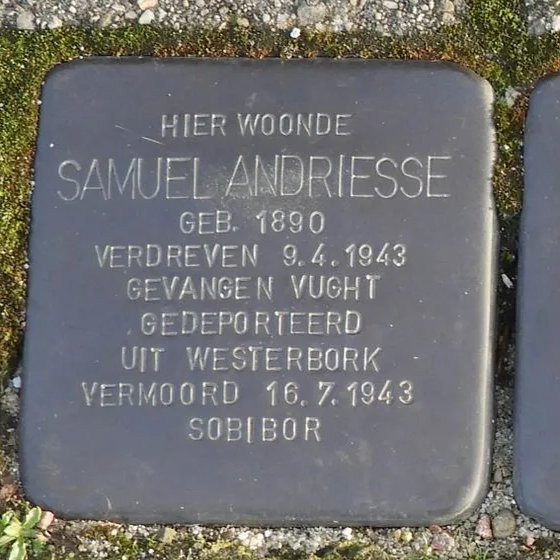 HIER WOONDE
SAMUEL ANDRIESSE
GEB. 1890
VERDREVEN 9.4.1943
GEVANGEN VUGHT
GEDEPORTEERD
UIT WESTERBORK
VERMOORD 16.7.1943
SOBIBOR